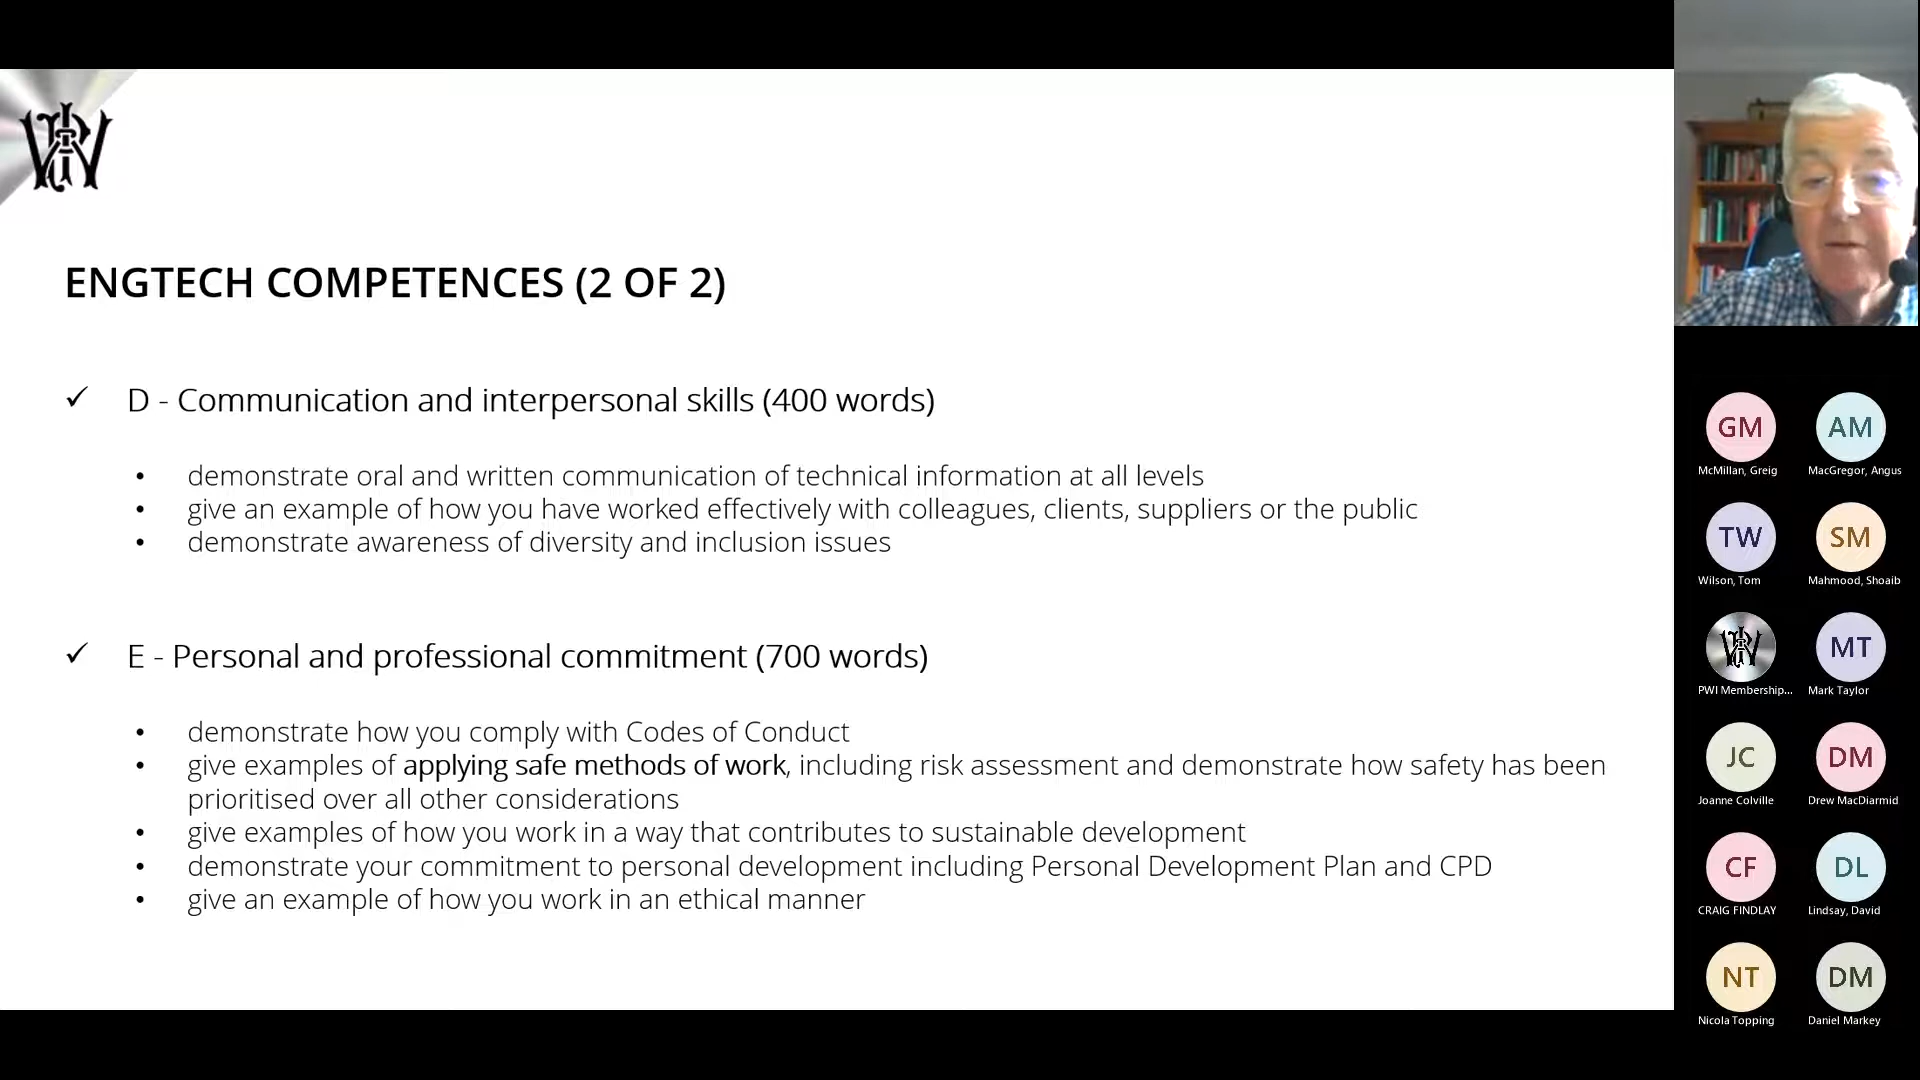 ENGTECH COMPETENCES (2 OF 2)
✓ D - Communication and interpersonal skills (400 words)
• demonstrate oral and written communication of technical information at all levels
• give an example of how you have worked effectively with colleagues, clients, suppliers or the public
• demonstrate awareness of diversity and inclusion issues
✓ E - Personal and professional commitment (700 words)
• demonstrate how you comply with Codes of Conduct
• give examples of applying safe methods of work, including risk assessment and demonstrate how safety has been
prioritised over all other considerations
• give examples of how you work in a way that contributes to sustainable development
• demonstrate your commitment to personal development including Personal Development Plan and CPD
• give an example of how you work in an ethical manner
GM AM
McMillan, Greig MacGregor, Angus
TW SM
Wilson, Tom Mahmood, Shoaib
MT
PWI Membership... Mark Taylor
JC DM
Joanne Colville Drew MacDiarmid
CF DL
CRAIG FINDLAY Lindsay, David
NT DM
Nicola Topping Daniel Markey